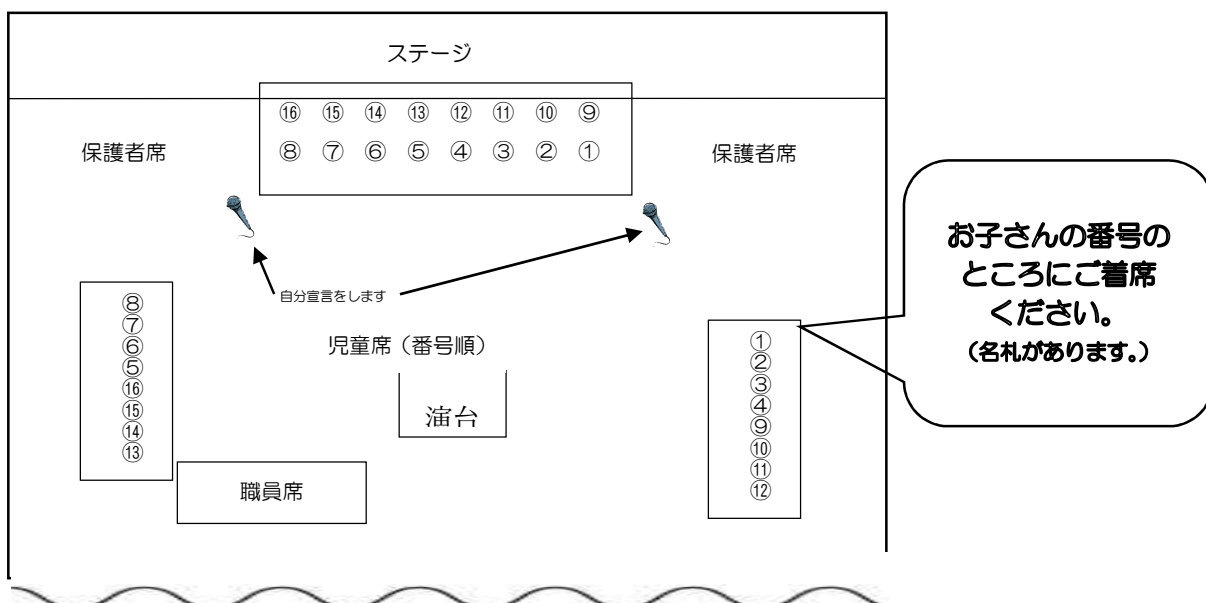 ステージ
⑯ ⑮ ⑭ ⑬ ⑫ ⑪ ⑩ ⑨
⑧ ⑦ ⑥ ⑤ ④ ③ ② ①
保護者席
保護者席
自分宣言をします
児童席（番号順）
演台
⑧
⑦
⑥
⑤
⑯
⑮
⑭
⑬
職員席
①
②
③
④
⑨
⑩
⑪
⑫
お子さんの番号の
ところにご着席
ください。
（名札があります。）